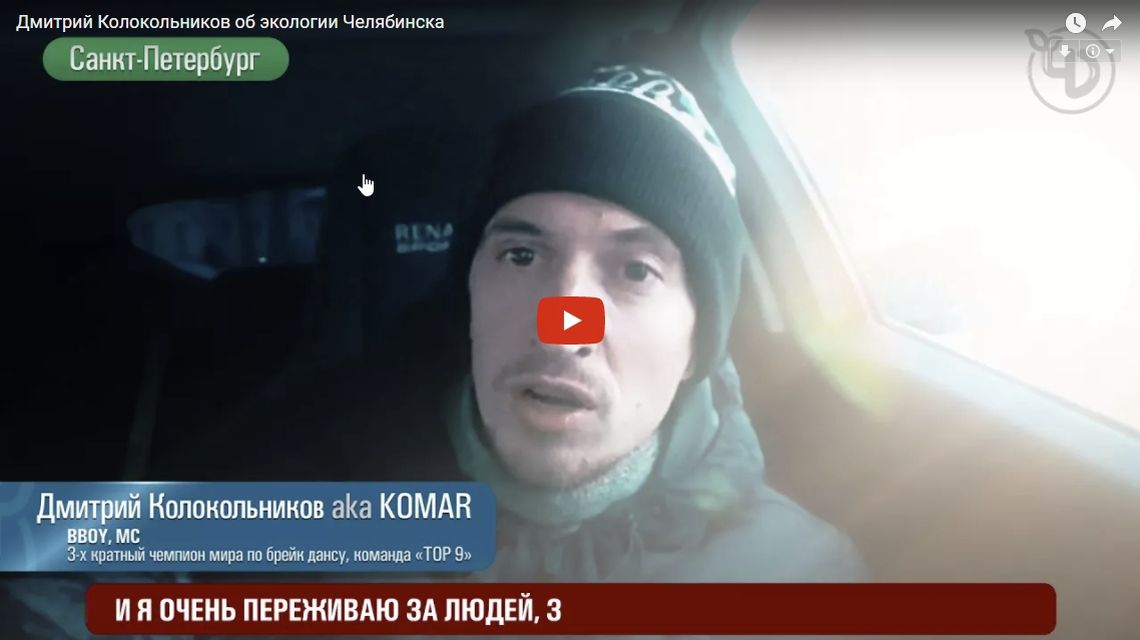 Дмитрий Колокольников об экологии Челябинска
Санкт-Петербург
Дмитрий Колокольников aka KOMAR
BBOY, MC
3-х кратный чемпион мира по брейк дансу, команда «TOP 9»
И Я ОЧЕНЬ ПЕРЕЖИВАЮ ЗА ЛЮДЕЙ, З